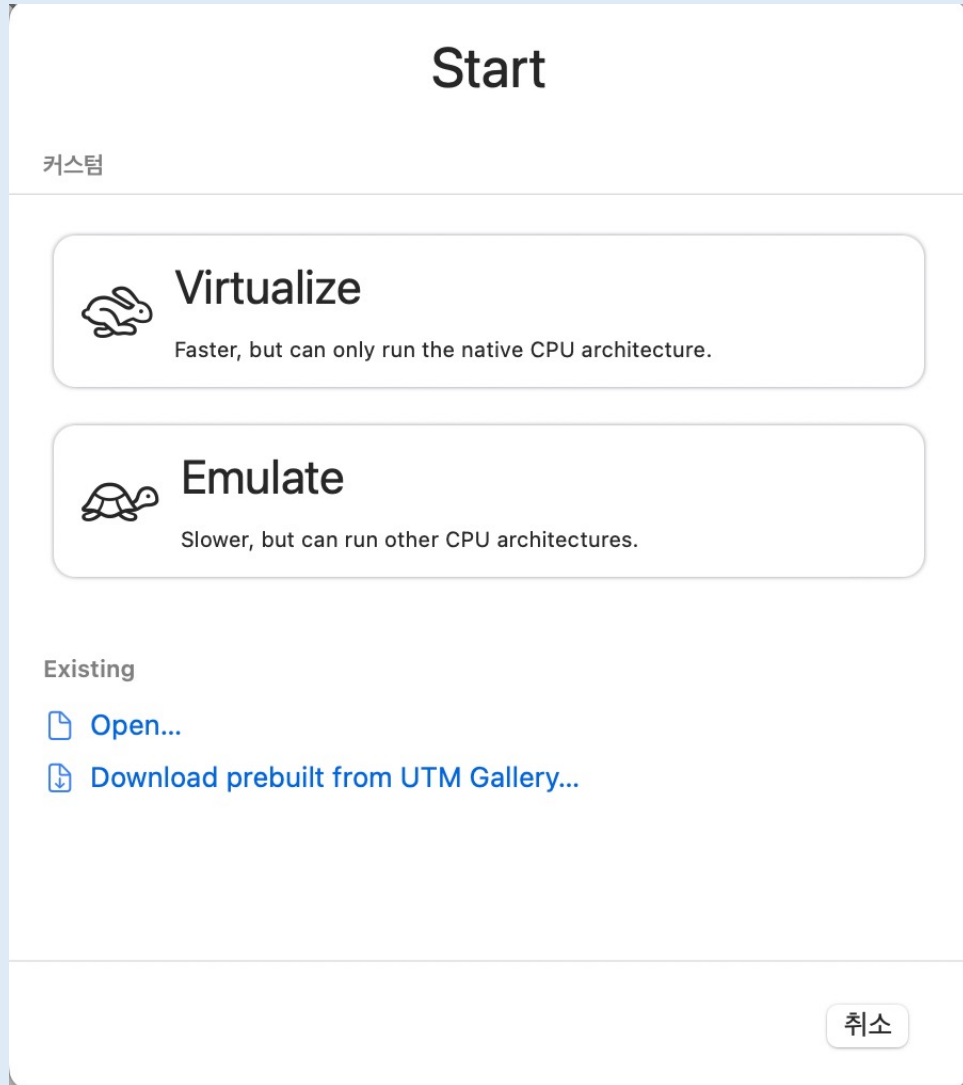 Start
커스텀
Virtualize
Faster, but can only run the native CPU architecture.
Emulate
Slower, but can run other CPU architectures.
Existing
Open...
Download prebuilt from UTM Gallery...
취소